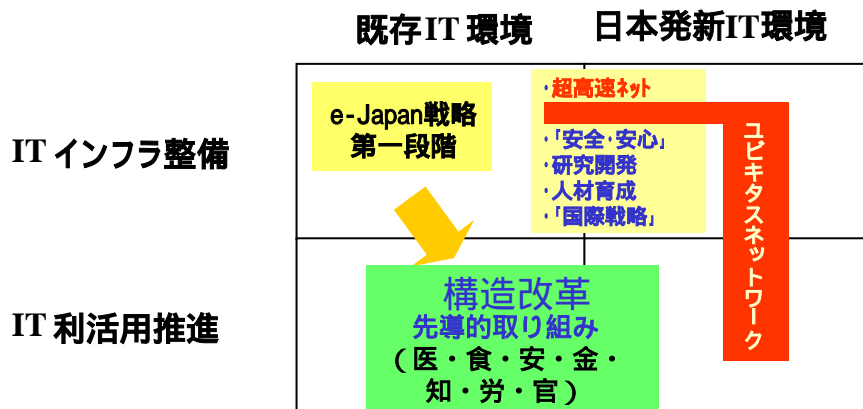 既存IT 環境
日本発新IT環境
IT インフラ整備
e-Japan戦略
第一段階
・超高速ネット
・「安全・安心」
・研究開発
・人材育成
・「国際戦略」
ユビキタスネットワーク
IT 利活用推進
構造改革
先導的取り組み
(医・食・安・金・
知・労・官)